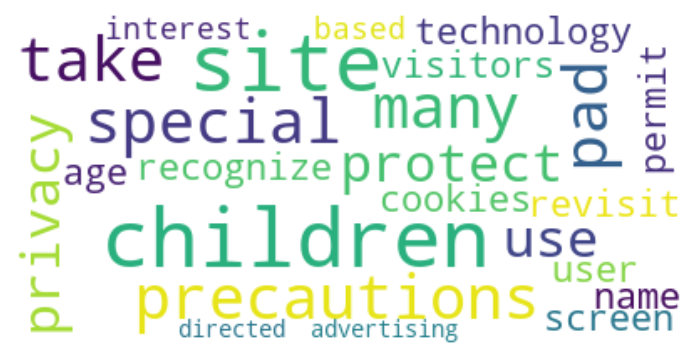 interest based technology
take site visitors permit
special many pad
privacy age recognize protect
cookies revisit
children use
precautions user
name
directed advertising screen